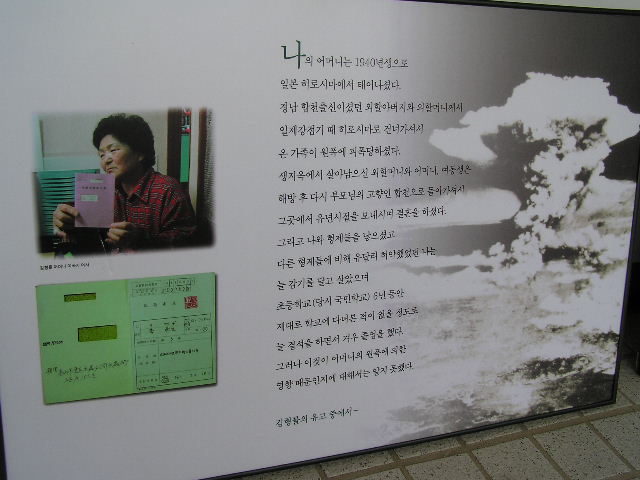 나의 어머니는 1940년생으로
일본 히로시마에서 태어나셨다.
경남 합천출신이셨던 외할아버지와 외할머니께서
일제강점기 때 히로시마로 건너가셔서
온 가족이 원폭에 피폭당하셨다.
생지옥에서 살아남으신 외할머니와 어머니, 여동생은
해방 후 다시 부모님의 고향인 합천으로 돌아가셔서
그곳에서 유년시절을 보내시며 결혼을 하셨다.
그리고 나와 형제들을 낳으셨고
다른 형제들에 비해 유달리 허약했었던 나는
늘 감기를 달고 살았으며
초등학교(당시 국민학교) 6년 동안
제대로 학교에 다녀본 적이 없을 정도로
늘 결석을 하면서 겨우 졸업을 했다.
그러나 이것이 어머니의 원폭에 의한
영향 때문인지에 대해서는 알지 못했다.
김형률의 유고 중에서~